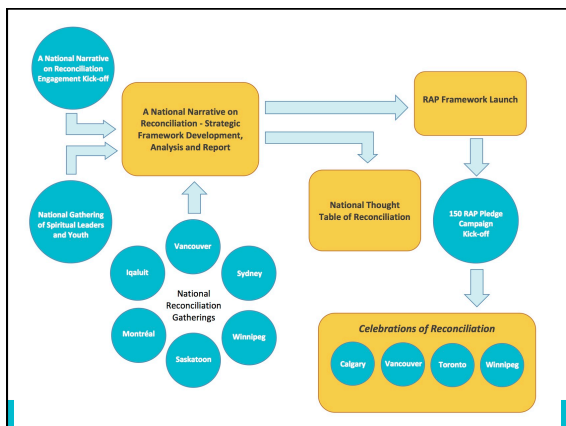 A National Narrative
on Reconciliation
Engagement Kick-off
A National Narrative on
Reconciliation - Strategic
Framework Development,
Analysis and Report
RAP Framework Launch
National Gathering
of Spiritual Leaders
and Youth
National Thought
Table of Reconciliation
150 RAP Pledge
Campaign
Kick-off
Vancouver
Iqaluit
Sydney
National
Reconciliation
Gatherings
Montréal
Winnipeg
Saskatoon
Celebrations of Reconciliation
Calgary
Vancouver
Toronto
Winnipeg